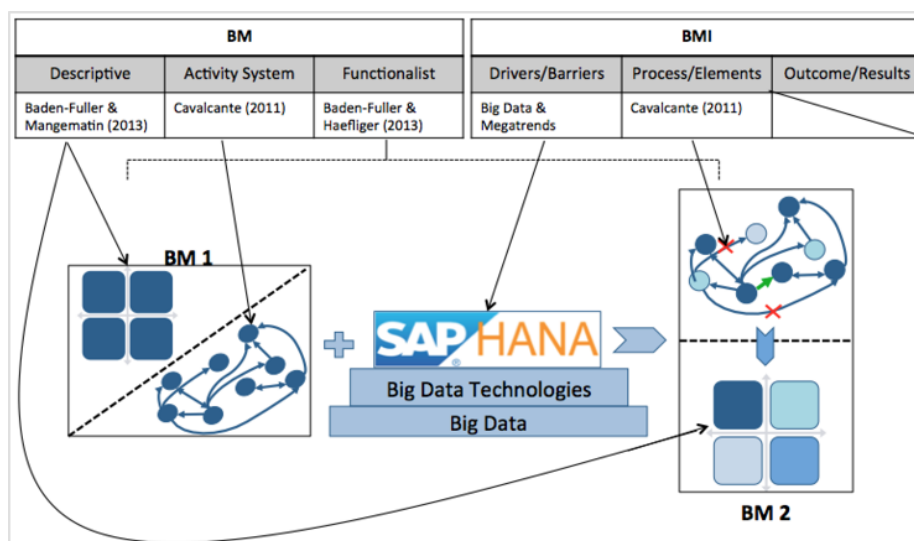 BM
BMI
Descriptive
Activity System
Functionalist
Drivers/Barriers
Process/Elements
Outcome/Results
Baden-Fuller &
Mangematin (2013)
Cavalcante (2011)
Baden-Fuller &
Haefliger (2013)
Big Data &
Megatrends
Cavalcante (2011)
BM 1
SAP HANA
®
Big Data Technologies
Big Data
BM 2